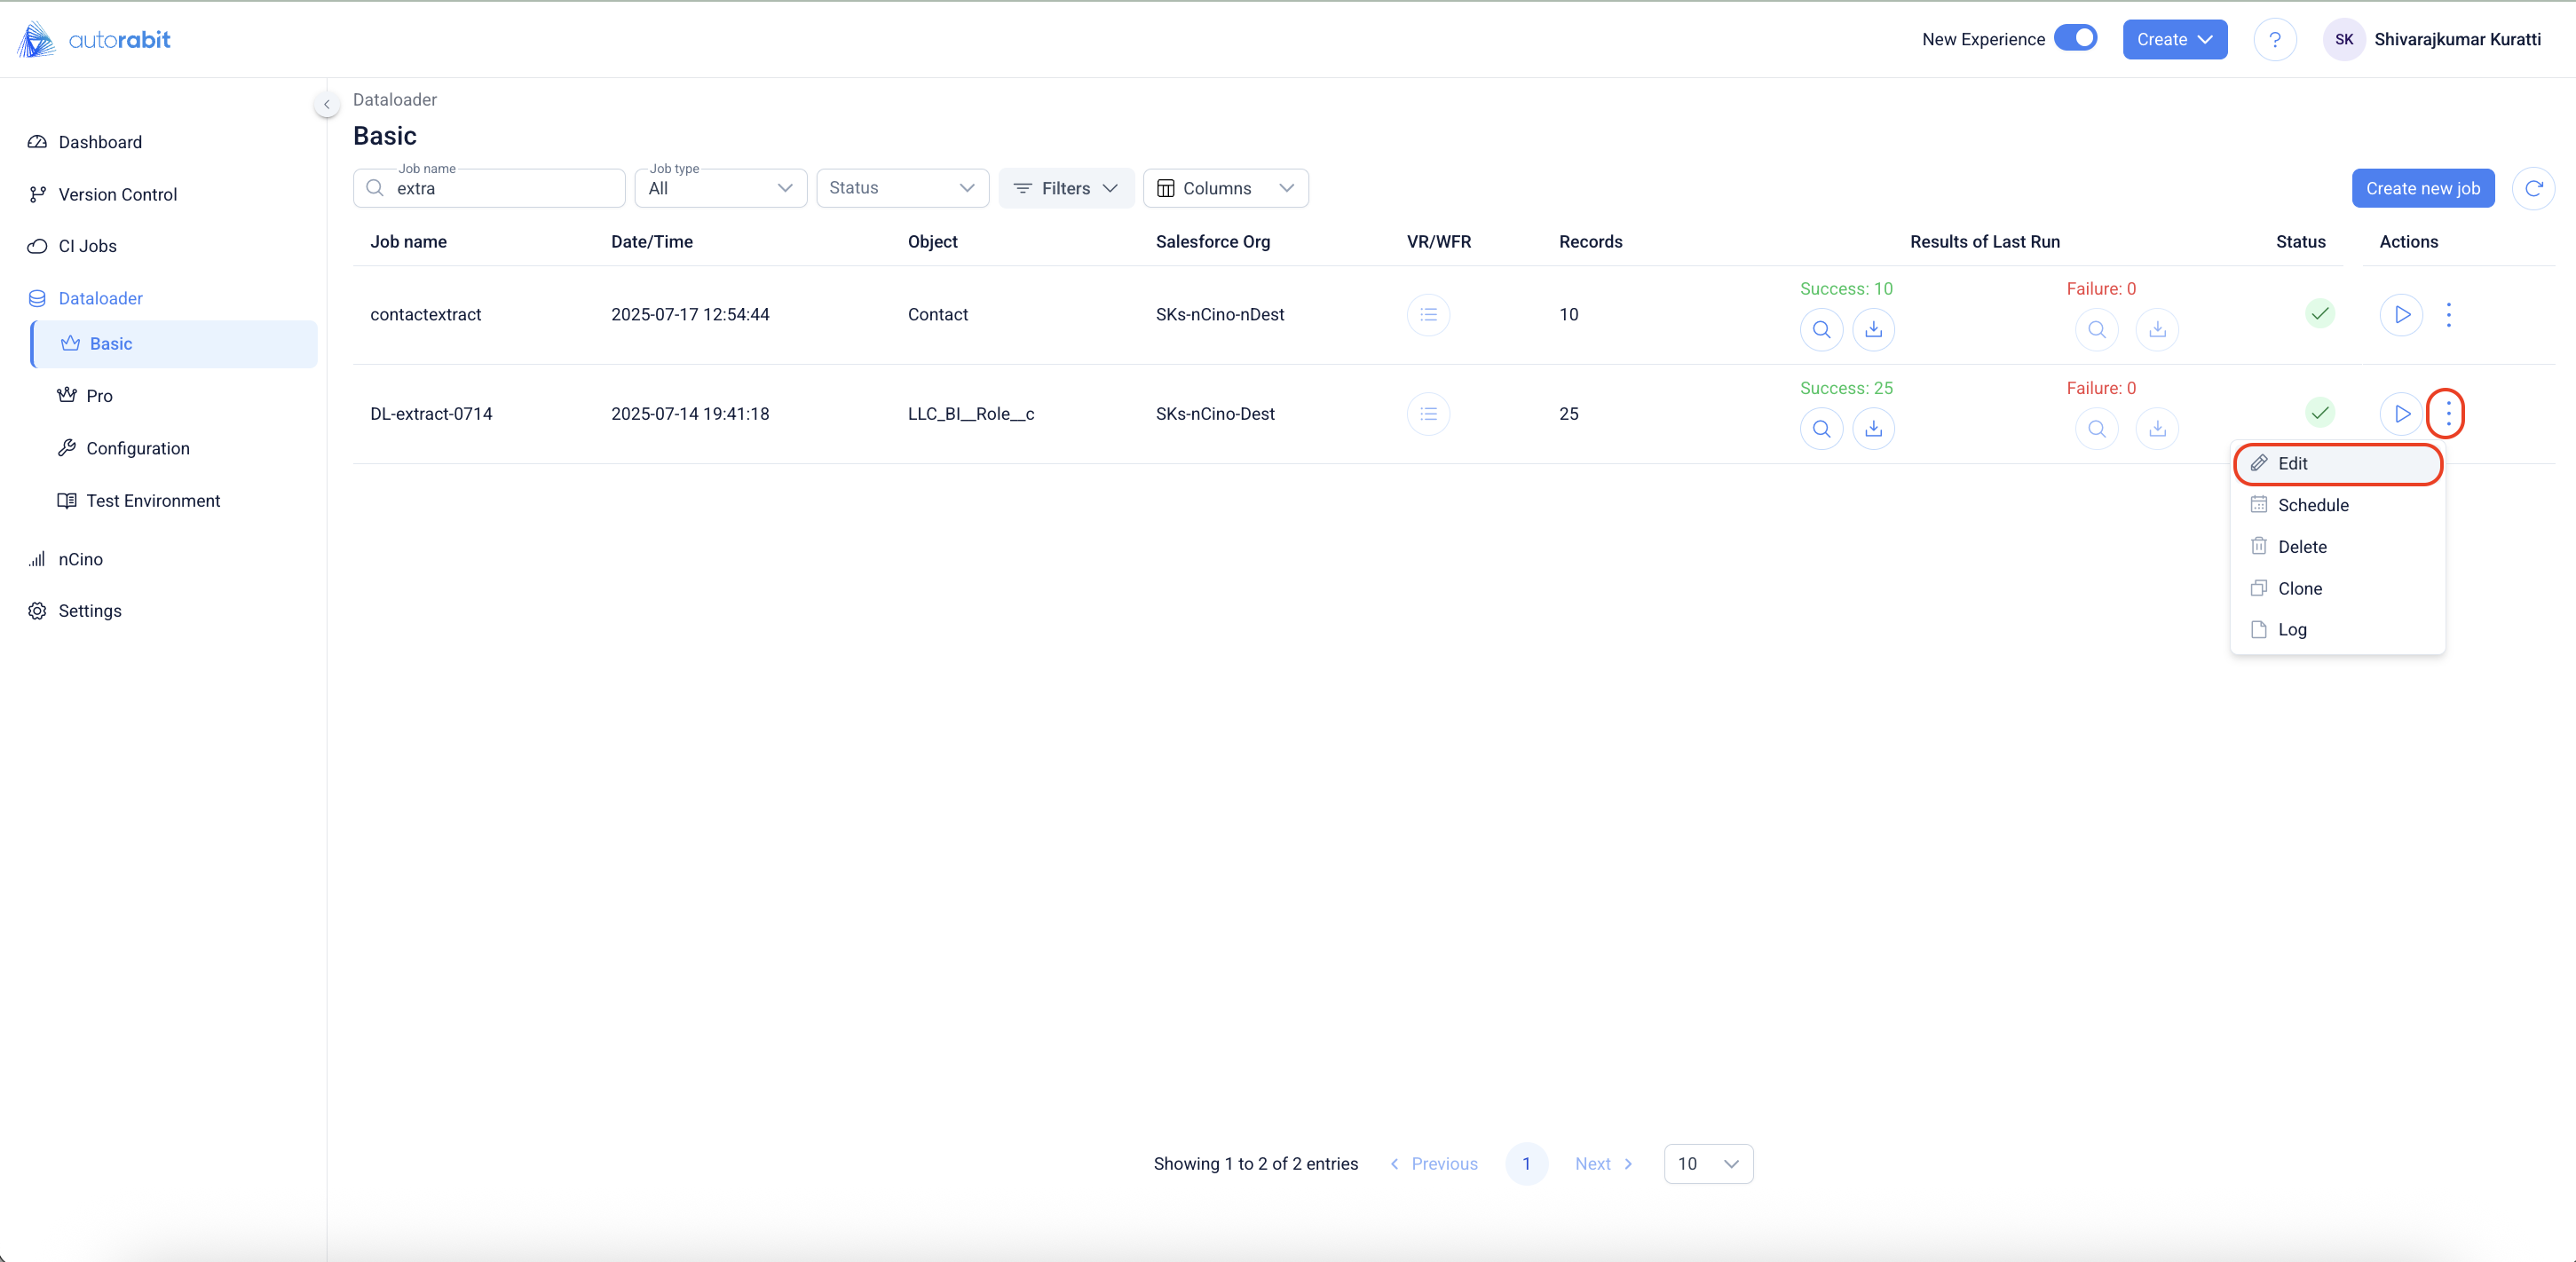 autorabit
New Experience Create ? SK Shivarajkumar Kuratti
Dashboard
Version Control
CI Jobs
Dataloader
Basic
Pro
Configuration
Test Environment
nCino
Settings
Dataloader
Basic
Job name
extra
Job type
All
Status
Filters
Columns
Create new job
Job name Date/Time Object Salesforce Org VR/WFR Records Results of Last Run Status Actions
contactextract 2025-07-17 12:54:44 Contact SKs-nCino-nDest 10 Success: 10 Failure: 0
DL-extract-0714 2025-07-14 19:41:18 LLC_BI__Role__c SKs-nCino-Dest 25 Success: 25 Failure: 0
Edit
Schedule
Delete
Clone
Log
Showing 1 to 2 of 2 entries Previous 1 Next 10